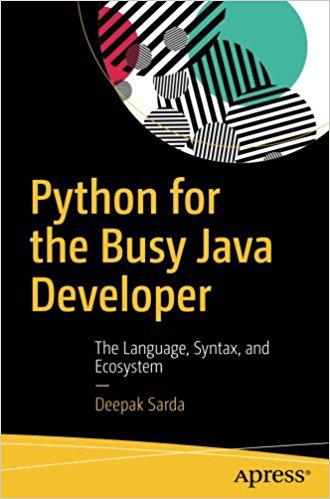 Python for
the Busy Java
Developer
The Language, Syntax, and
Ecosystem
—
Deepak Sarda
Apress®